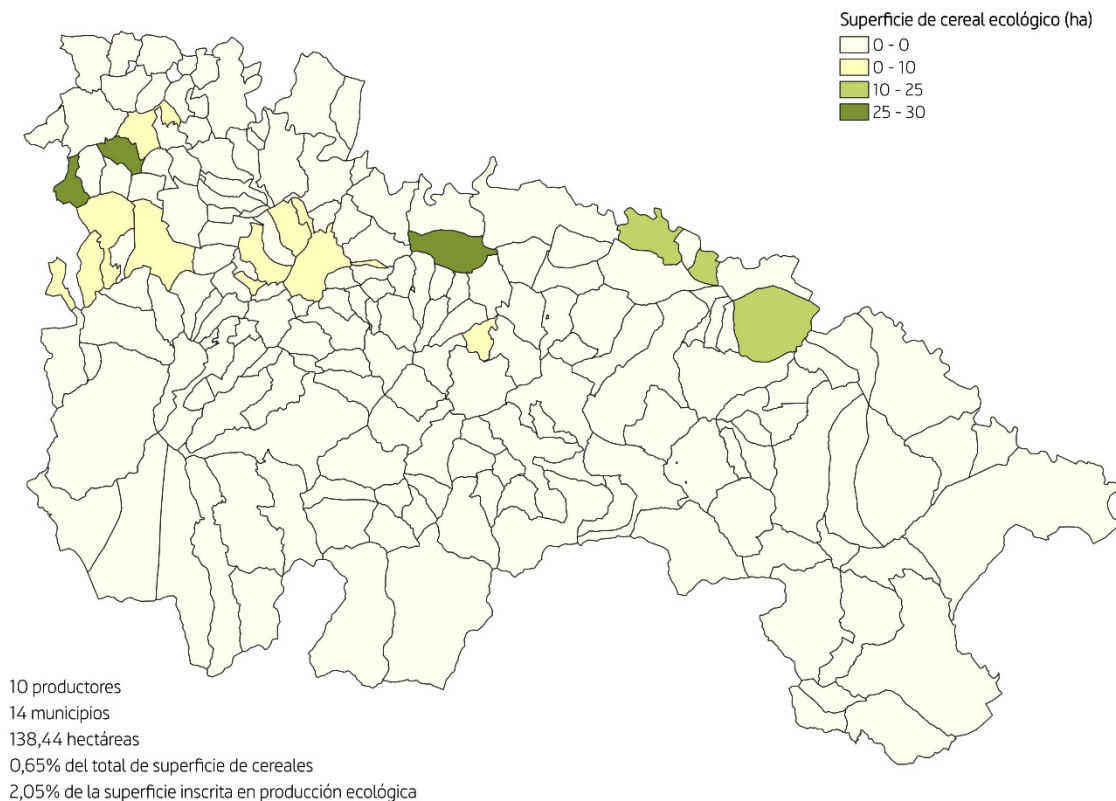 Superficie de cereal ecológico (ha)
0 - 0
0 - 10
10 - 25
25 - 30
10 productores
14 municipios
138,44 hectáreas
0,65% del total de superficie de cereales
2,05% de la superficie inscrita en producción ecológica